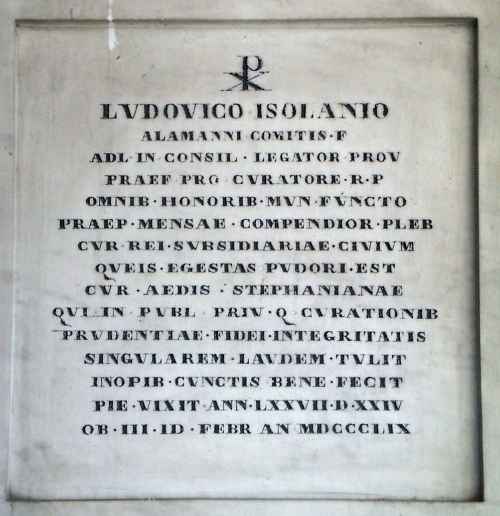 LVDOVICO ISOLANIO
ALAMANNI COMITIS·F
ADL·IN CONSIL·LEGATOR PROV
PRAEF PRO CVRATORE·R·P
OMNIB·HONORIB·MVN·FVNCTO
PRAEP·MENSAE·COMPENDIOR·PLEB
CVR REI·SVBSIDIARIAE·CIVIVM
QVEIS·EGESTAS PVDORI·EST
CVR·AEDIS·STEPHANIANAE
QVI IN PVBL PRIV·Q CVRATIONIB
PRVDENTIAE·FIDEI·INTEGRITATIS
SINGVLAREM·LAVDEM·TVLIT
INOPIB·CVNCTIS BENE·FECIT
PIE·VIXIT·ANN·LXXVII·D·XXIV
OB·III·ID·FEBR AN MDCCCLIX